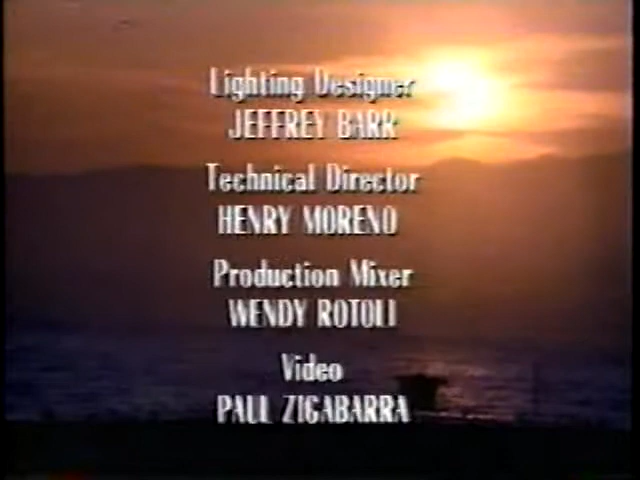 Lighting Designer
JEFFREY BARR
Technical Director
HENRY MORENO
Production Mixer
WENDY ROTOLI
Video
PAUL ZIGABARRA